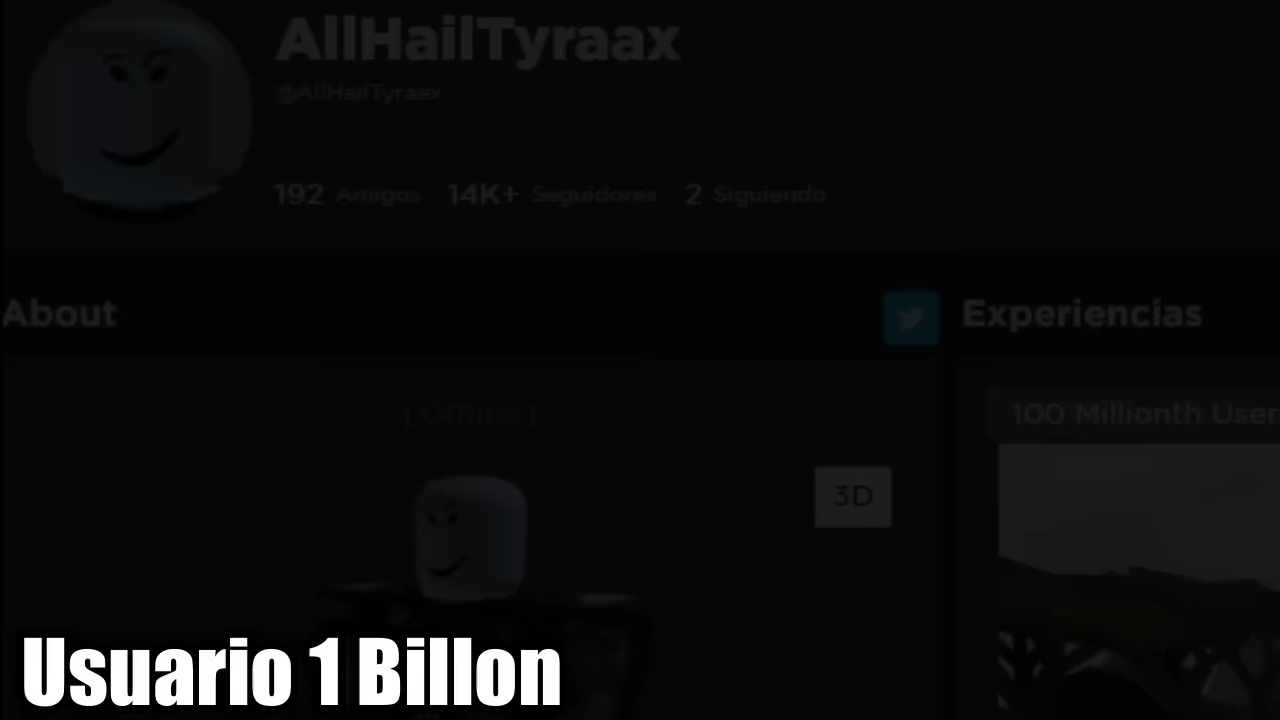 AllHailTyraax
@AllHailTyraax
192 Amigos 14K+ Seguidores 2 Siguiendo
About
Experiencias
[ Offline ]
100 Millionth User
3D
Usuario 1 Billon